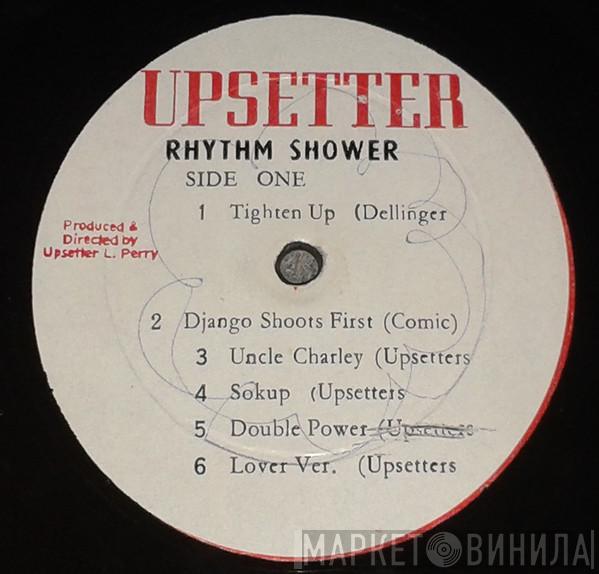 UPSETTER
RHYTHM SHOWER
SIDE ONE
1 Tighten Up (Dellinger
Produced &
Directed by
Upsetter L. Perry
2 Django Shoots First (Comic)
3 Uncle Charley (Upsetters
4 Sokup (Upsetters
5 Double Power (Upsetters
6 Lover Ver. (Upsetters
МАРКЕТ ВИНИЛА